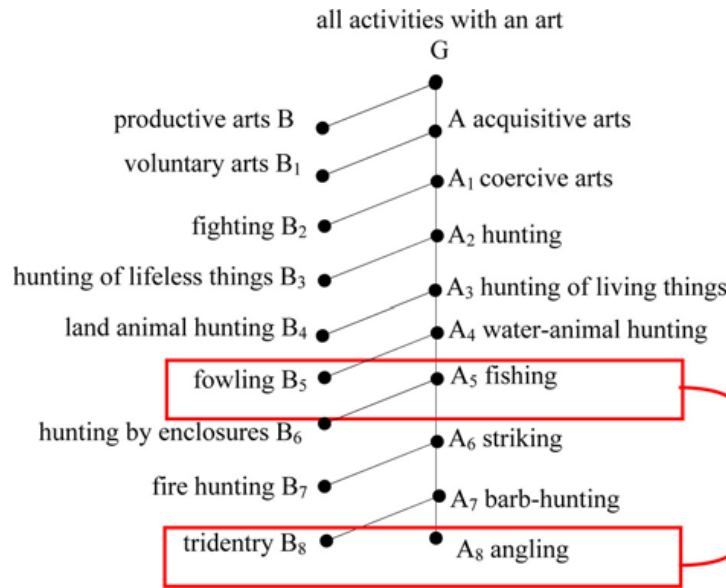 all activities with an art
G
productive arts B
A acquisitive arts
voluntary arts B₁
A₁ coercive arts
fighting B₂
A₂ hunting
hunting of lifeless things B₃
A₃ hunting of living things
land animal hunting B₄
A₄ water-animal hunting
fowling B₅
A₅ fishing
hunting by enclosures B₆
A₆ striking
fire hunting B₇
A₇ barb-hunting
tridentry B₈
A₈ angling